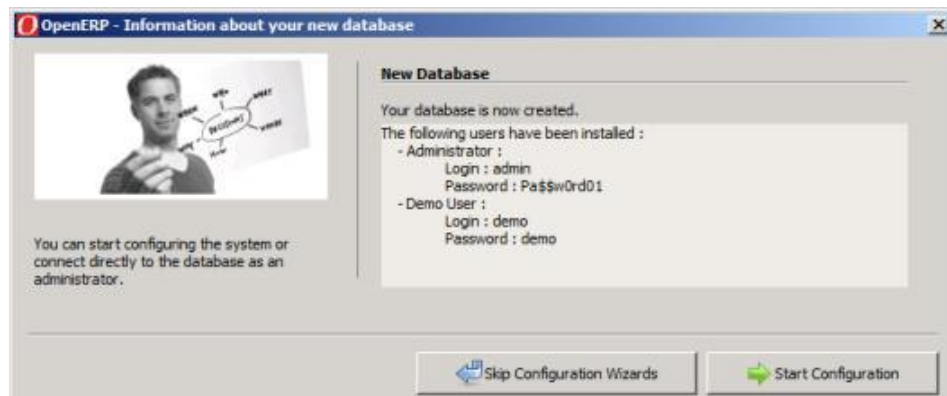 OpenERP - Information about your new database
New Database
Your database is now created.
The following users have been installed :
- Administrator :
Login : admin
Password : Pa$$w0rd01
- Demo User :
Login : demo
Password : demo
You can start configuring the system or
connect directly to the database as an
administrator.
Skip Configuration Wizards
Start Configuration